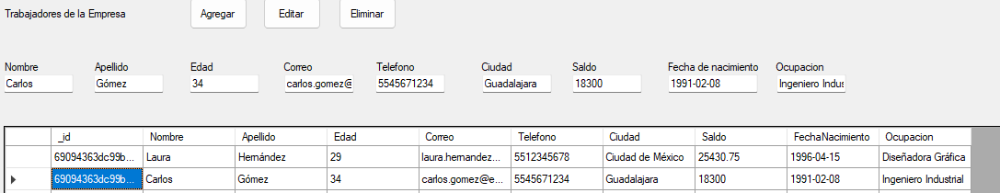 Trabajadores de la Empresa Agregar Editar Eliminar
Nombre Apellido Edad Correo Telefono Ciudad Saldo Fecha de nacimiento Ocupacion
Carlos Gómez 34 carlos.gomez@ 5545671234 Guadalajara 18300 1991-02-08 Ingeniero Indus
_id Nombre Apellido Edad Correo Telefono Ciudad Saldo FechaNacimiento Ocupacion
69094363dc99b... Laura Hernández 29 laura.hernandez... 5512345678 Ciudad de México 25430.75 1996-04-15 Diseñadora Gráfica
69094363dc99b... Carlos Gómez 34 carlos.gomez@e... 5545671234 Guadalajara 18300 1991-02-08 Ingeniero Industrial